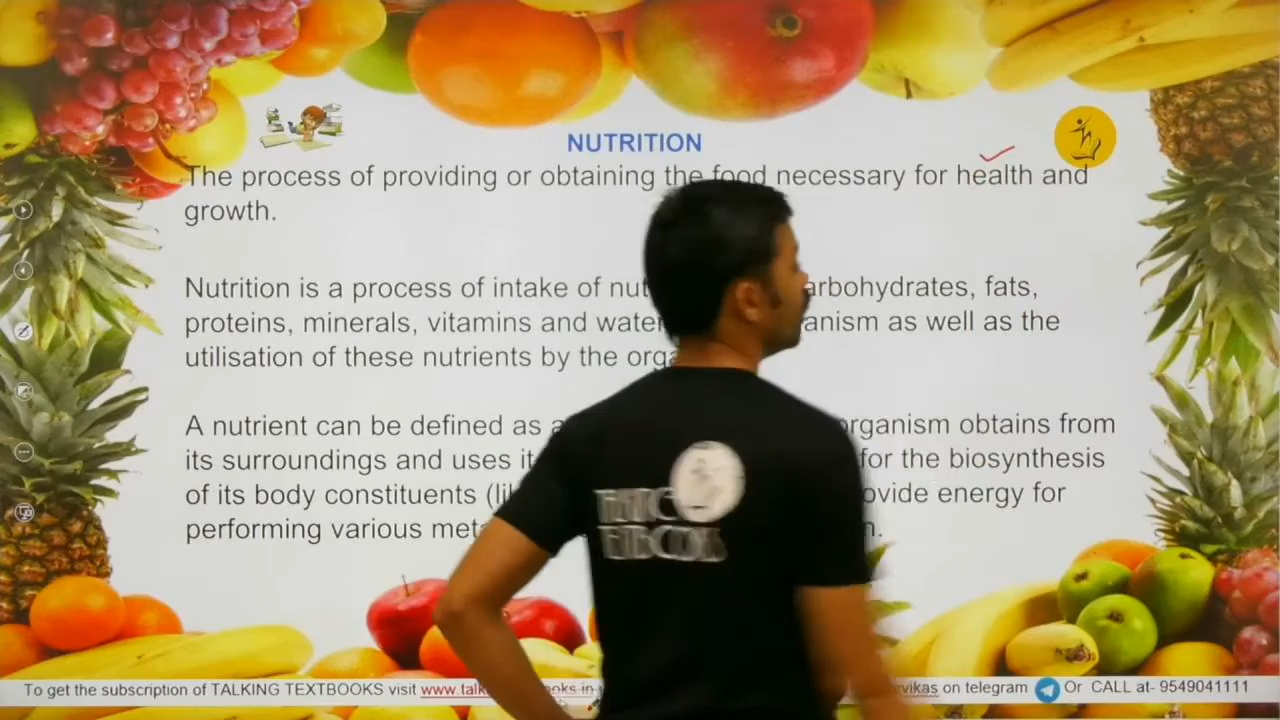 NUTRITION
The process of providing or obtaining the food necessary for health and
growth.
Nutrition is a process of intake of arbohydrates, fats,
proteins, minerals, vitamins and water anism as well as the
utilisation of these nutrients by the
A nutrient can be defined as organism obtains from
its surroundings and uses it for the biosynthesis
of its body constituents energy for
performing various
To get the subscription of TALKING TEXTBOOKS visit on telegram Or CALL at- 9549041111